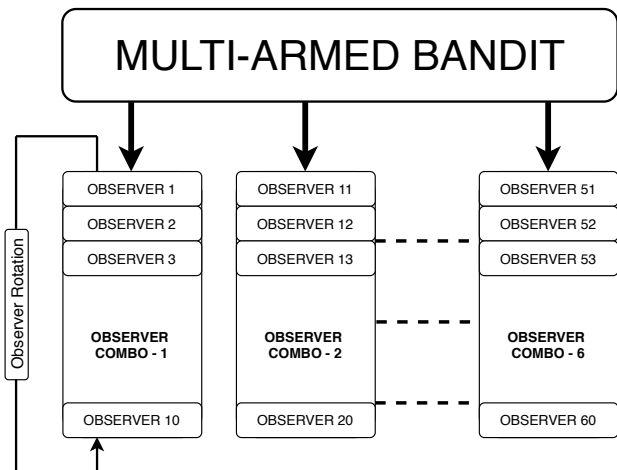 MULTI-ARMED BANDIT
Observer Rotation
OBSERVER 1
OBSERVER 2
OBSERVER 3
OBSERVER
COMBO - 1
OBSERVER 10
OBSERVER 11
OBSERVER 12
OBSERVER 13
OBSERVER
COMBO - 2
OBSERVER 20
OBSERVER 51
OBSERVER 52
OBSERVER 53
OBSERVER
COMBO - 6
OBSERVER 60